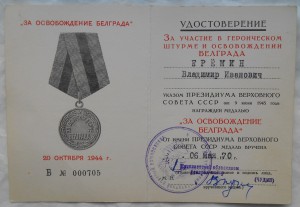 „ЗА ОСВОБОЖДЕНИЕ
БЕЛГРАДА"
20 ОКТЯБРЯ 1944 г.
Б № 000705
УДОСТОВЕРЕНИЕ
ЗА УЧАСТИЕ В ГЕРОИЧЕСКОМ
ШТУРМЕ И ОСВОБОЖДЕНИИ
БЕЛГРАДА
ЕРЁМИН
Владимир Иванович
УКАЗОМ ПРЕЗИДИУМА ВЕРХОВНОГО
СОВЕТА СССР от 9 июня 1945 года
НАГРАЖДЕН МЕДАЛЬЮ
„ЗА ОСВОБОЖДЕНИЕ
БЕЛГРАДА"
ОТ ИМЕНИ ПРЕЗИДИУМА ВЕРХОВНОГО
СОВЕТА СССР МЕДАЛЬ ВРУЧЕНА
06 70